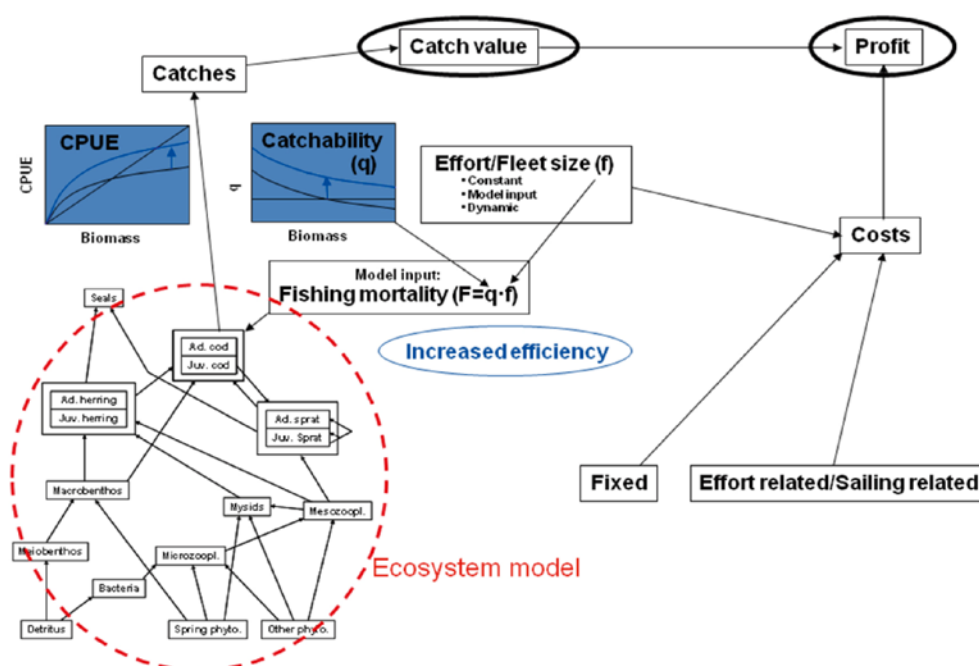 Catch value
Profit
Catches
CPUE
CPUE
Biomass
Catchability
(q)
q
Biomass
Effort/Fleet size (f)
• Constant
• Model input
• Dynamic
Costs
Model input:
Fishing mortality (F=q·f)
Increased efficiency
Seals
Ad. cod
Juv. cod
Ad. herring
Juv. herring
Ad. sprat
Juv. Sprat
Fixed
Effort related/Sailing related
Macrobenthos
Mysids
Mesozoopl.
Meiobenthos
Microzoopl.
Ecosystem model
Bacteria
Detritus
Spring phyto.
Other phyto.